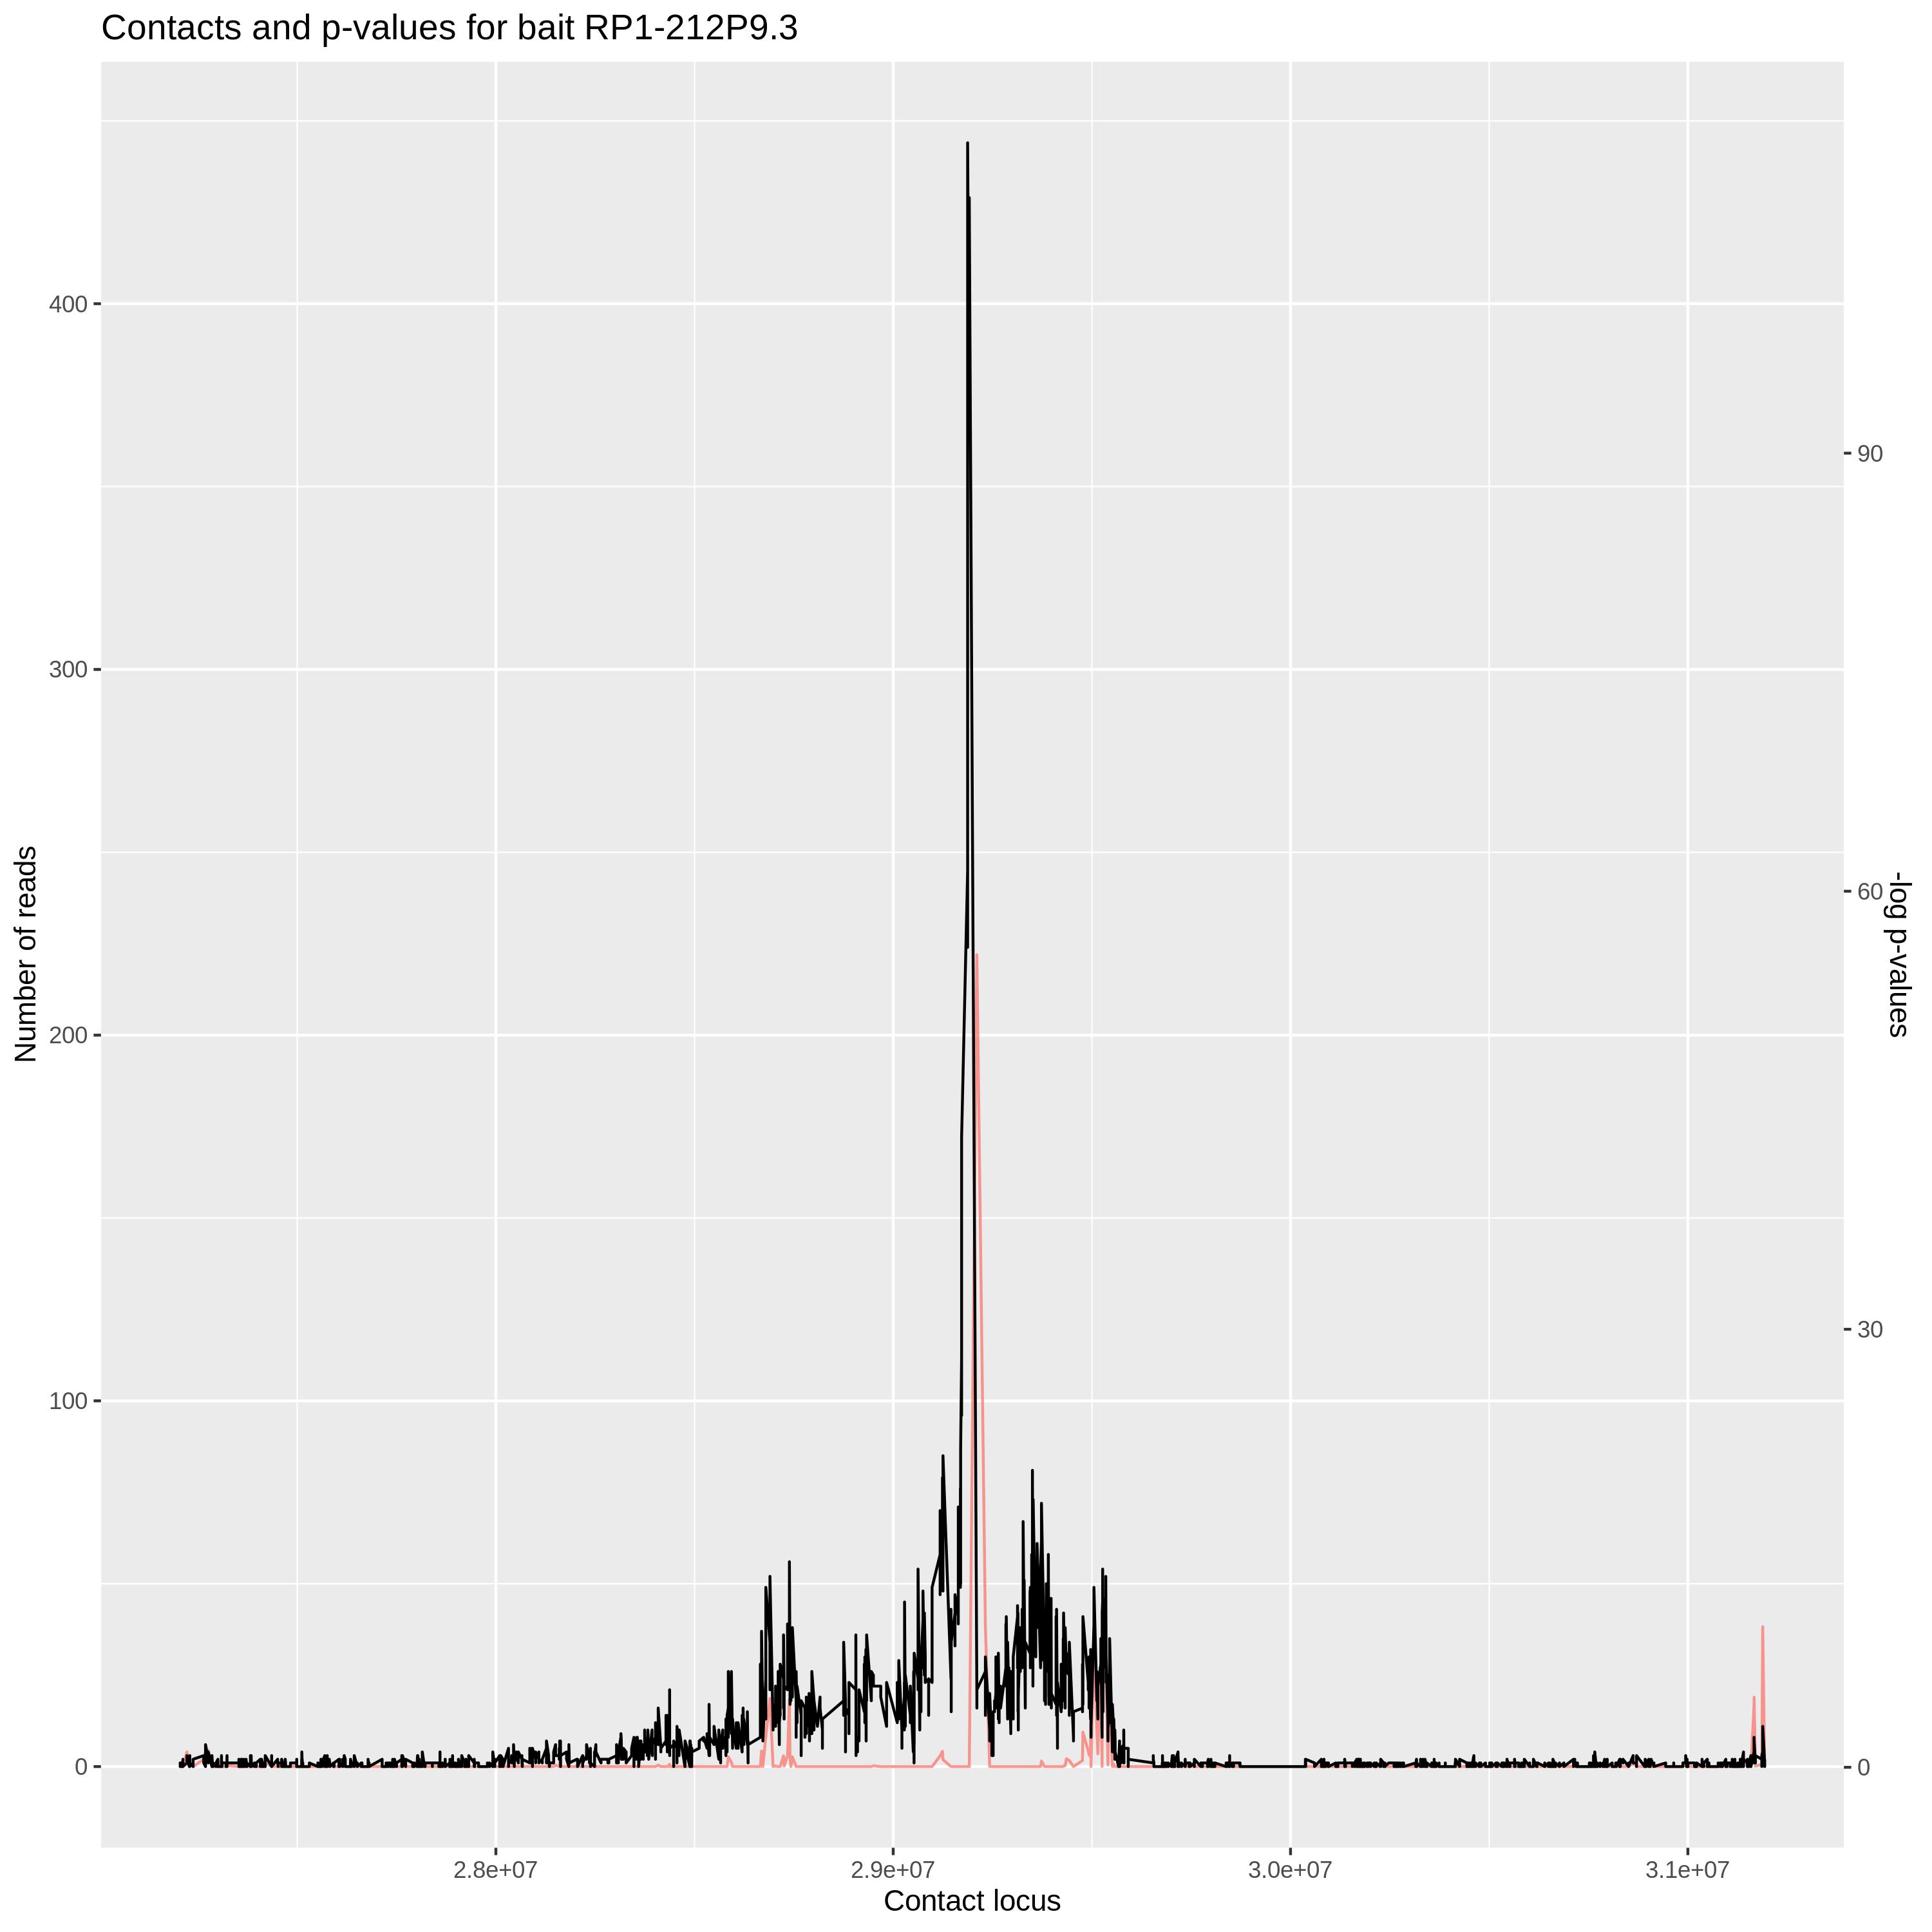 Contacts and p-values for bait RP1-212P9.3
Number of reads
400
300
200
100
0
90
60
30
0
-log p-values
2.8e+07 2.9e+07 3.0e+07 3.1e+07
Contact locus